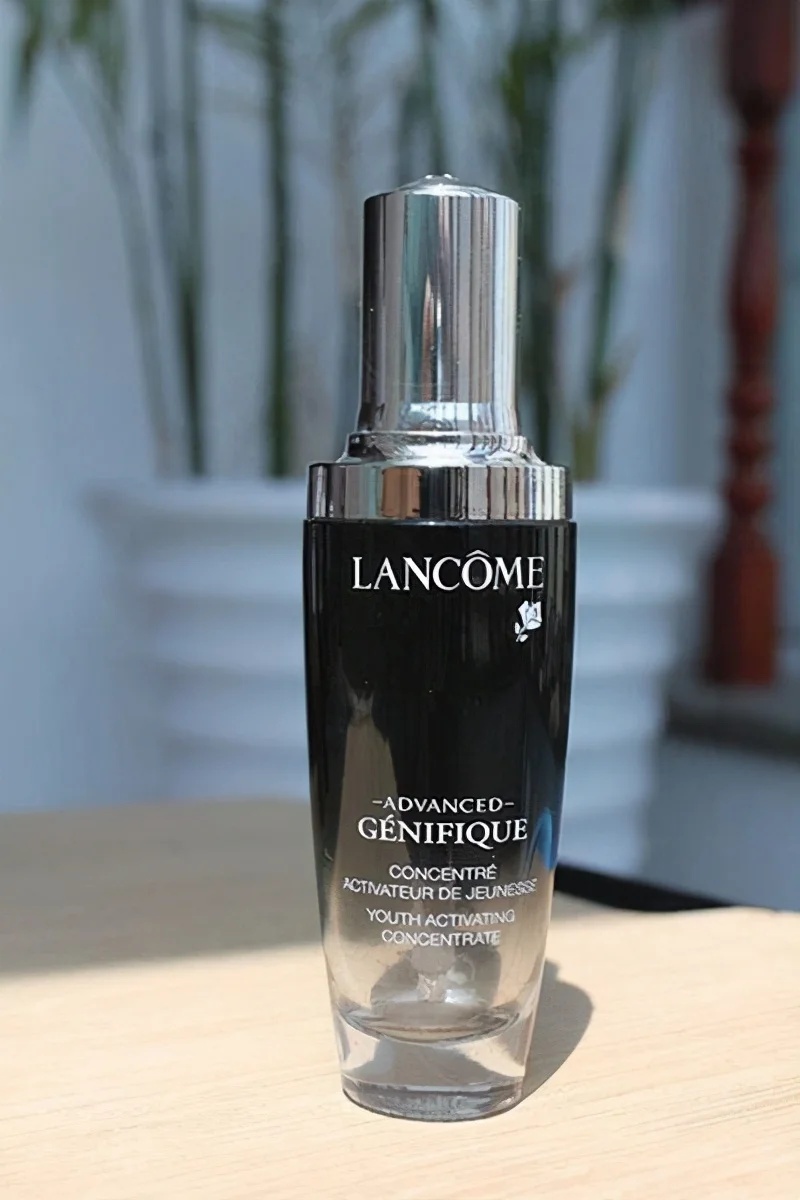 LANCÔME
-ADVANCED-
GÉNIFIQUE
CONCENTRÉ
ACTIVATEUR DE JEUNESSE
YOUTH ACTIVATING
CONCENTRATE